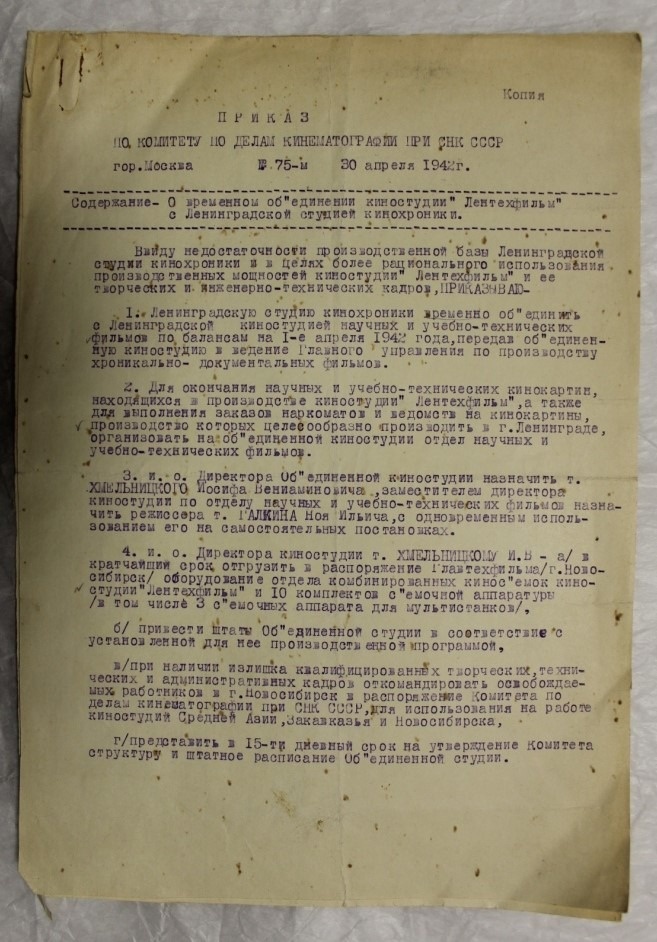 Копия
ПРИКАЗ
ПО КОМИТЕТУ ПО ДЕЛАМ КИНЕМАТОГРАФИИ ПРИ СНК СССР
гор.Москва № 75-м 30 апреля 1942г.
Содержание- О временном об"единении киностудии" Лентехфильм"
с Ленинградской студией кинохроники.
Ввиду недостаточности производственной базы Ленинградской
студии кинохроники и в целях более рационального использования
производственных мощностей киностудии" Лентехфильм" и ее
творческих и инженерно-технических кадров,ПРИКАЗЫВАЮ-
1. Ленинградскую студию кинохроники временно об"единить
с Ленинградской киностудией научных и учебно-технических
фильмов по балансам на I-е апреля 1942 года,передав об"единен-
ную киностудию в ведение Главного управления по производству
хроникально- документальных фильмов.
2. Для окончания научных и учебно-технических кинокартин,
находящихся в производстве киностудии" Лентехфильм",а также
для выполнения заказов наркоматов и ведомств на кинокартины,
производство которых целесообразно производить в г.Ленинграде,
организовать на об"единенной киностудии отдел научных и
учебно-технических фильмов.
3. и. о. Директора Об"единенной киностудии назначить т.
ХМЕЛЬНИЦКОГО Иосифа Вениаминовича,заместителем директора
киностудии по отделу научных и учебно-технических фильмов назна-
чить режиссера т. ГАЛКИНА Ноя Ильича,с одновременным исполь-
зованием его на самостоятельных постановках.
4. и. о. Директора киностудии т. ХМЕЛЬНИЦКОМУ И.В - а/ в
кратчайший срок отгрузить в распоряжение Главтехфильма/г.Ново-
сибирск/ оборудование отдела комбинированных кинос"емок кино-
студии"Лентехфильм" и IO комплектов с"емочной аппаратуры
/в том числе 3 с"емочных аппарата для мультистанков/,
б/ привести штаты Об"единенной студии в соответствие с
установленной для нее производственной программой,
в/при наличии излишка квалифицированных творческих,техни-
ческих и административных кадров откомандировать освобождае-
мых работников в г.Новосибирск в распоряжение Комитета по
делам кинематографии при СНК СССР,для использования на работе
киностудий Средней Азии,Закавказья и Новосибирска,
г/представить в 15-ти дневный срок на утверждение Комитета
структуру и штатное расписание Об"единенной студии.